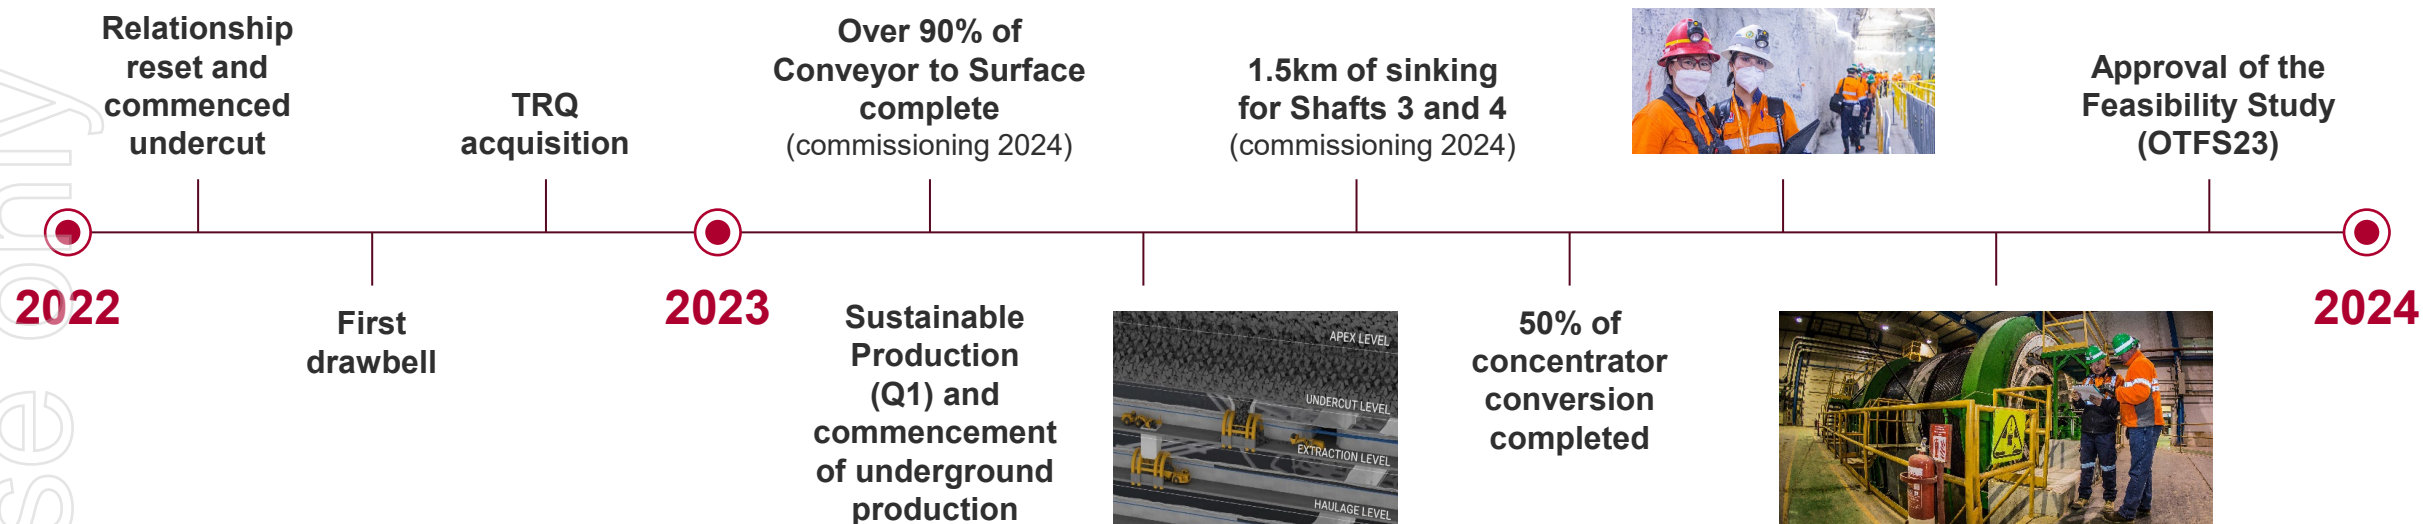 Relationship
reset and
commenced
undercut
TRQ
acquisition
Over 90% of
Conveyor to Surface
complete
(commissioning 2024)
1.5km of sinking
for Shafts 3 and 4
(commissioning 2024)
Approval of the
Feasibility Study
(OTFS23)
2022
2023
2024
First
drawbell
Sustainable
Production
(Q1) and
commencement
of underground
production
APEX LEVEL
UNDERCUT LEVEL
EXTRACTION LEVEL
HAULAGE LEVEL
50% of
concentrator
conversion
completed
se only